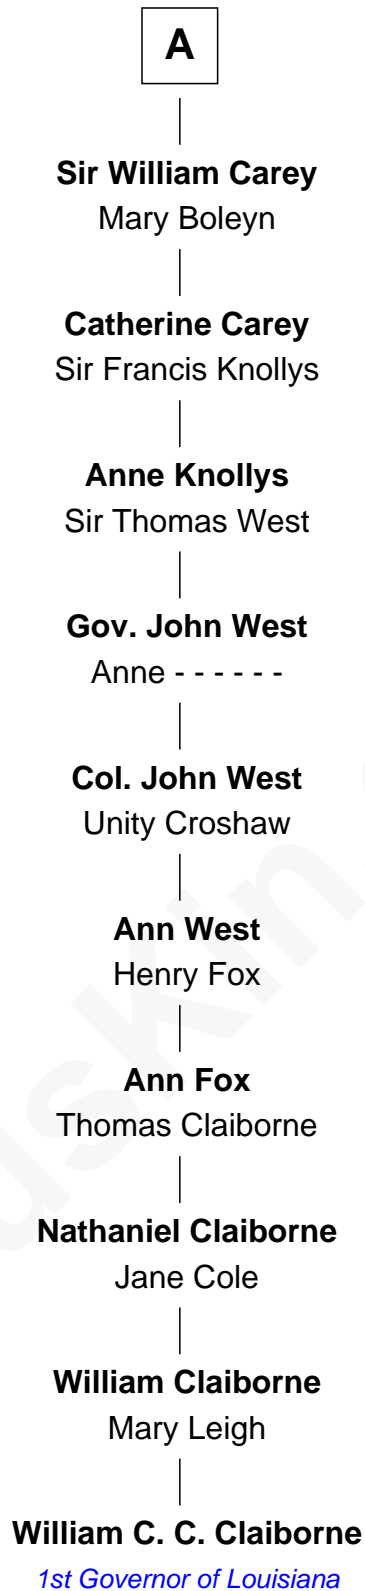 A
Sir William Carey
Mary Boleyn
Catherine Carey
Sir Francis Knollys
Anne Knollys
Sir Thomas West
Gov. John West
Anne - - - - - -
Col. John West
Unity Croshaw
Ann West
Henry Fox
Ann Fox
Thomas Claiborne
Nathaniel Claiborne
Jane Cole
William Claiborne
Mary Leigh
William C. C. Claiborne
1st Governor of Louisiana